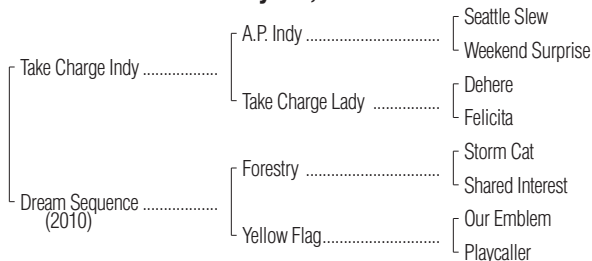 Seattle Slew
A.P. Indy ................................
Weekend Surprise
Take Charge Indy ..................
Dehere
Take Charge Lady ................
Felicita
Storm Cat
Forestry ................................
Shared Interest
Dream Sequence ..................
(2010)
Our Emblem
Yellow Flag............................
Playcaller